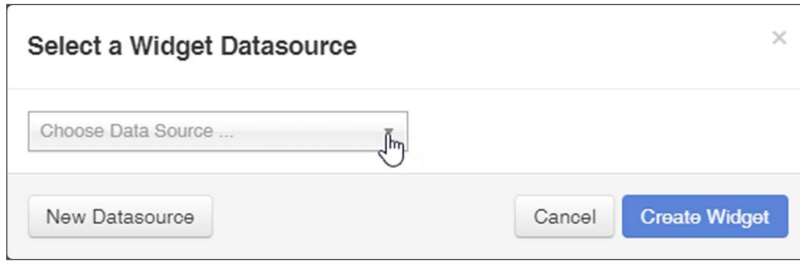 Select a Widget Datasource
×
Choose Data Source ...
New Datasource
Cancel
Create Widget